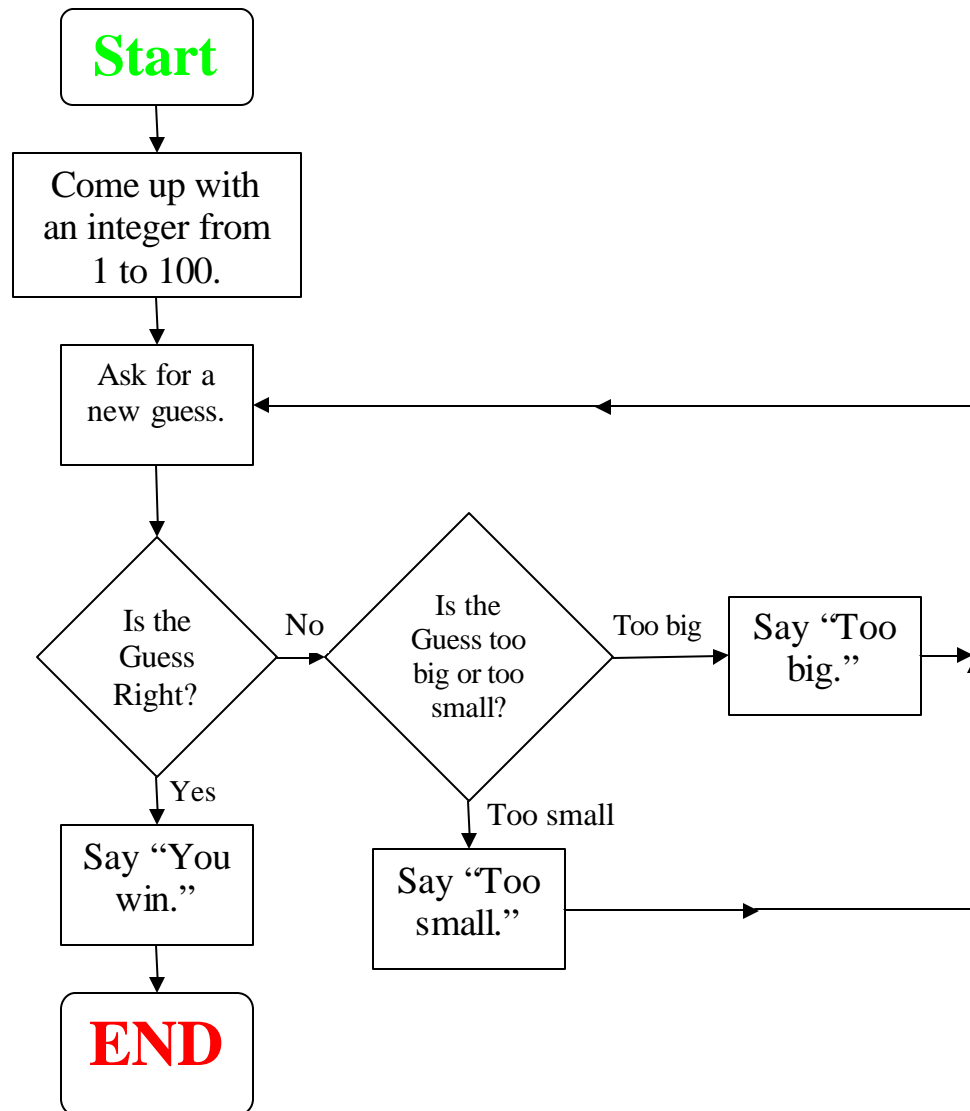 Start
Come up with
an integer from
1 to 100.
Ask for a
new guess.
Is the
Guess
Right?
No
Is the
Guess too
big or too
small?
Too big
Say “Too
big.”
Yes
Too small
Say “You
win.”
Say “Too
small.”
END